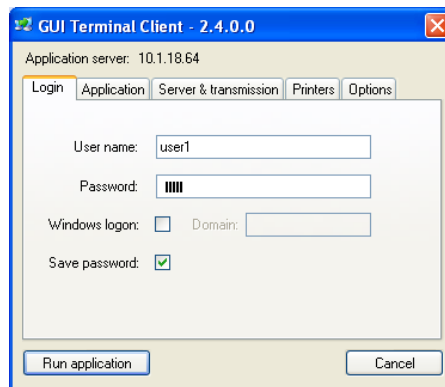 GUI Terminal Client - 2.4.0.0
Application server: 10.1.18.64
Login Application Server & transmission Printers Options
User name: user1
Password:
Windows logon: Domain:
Save password:
Run application Cancel